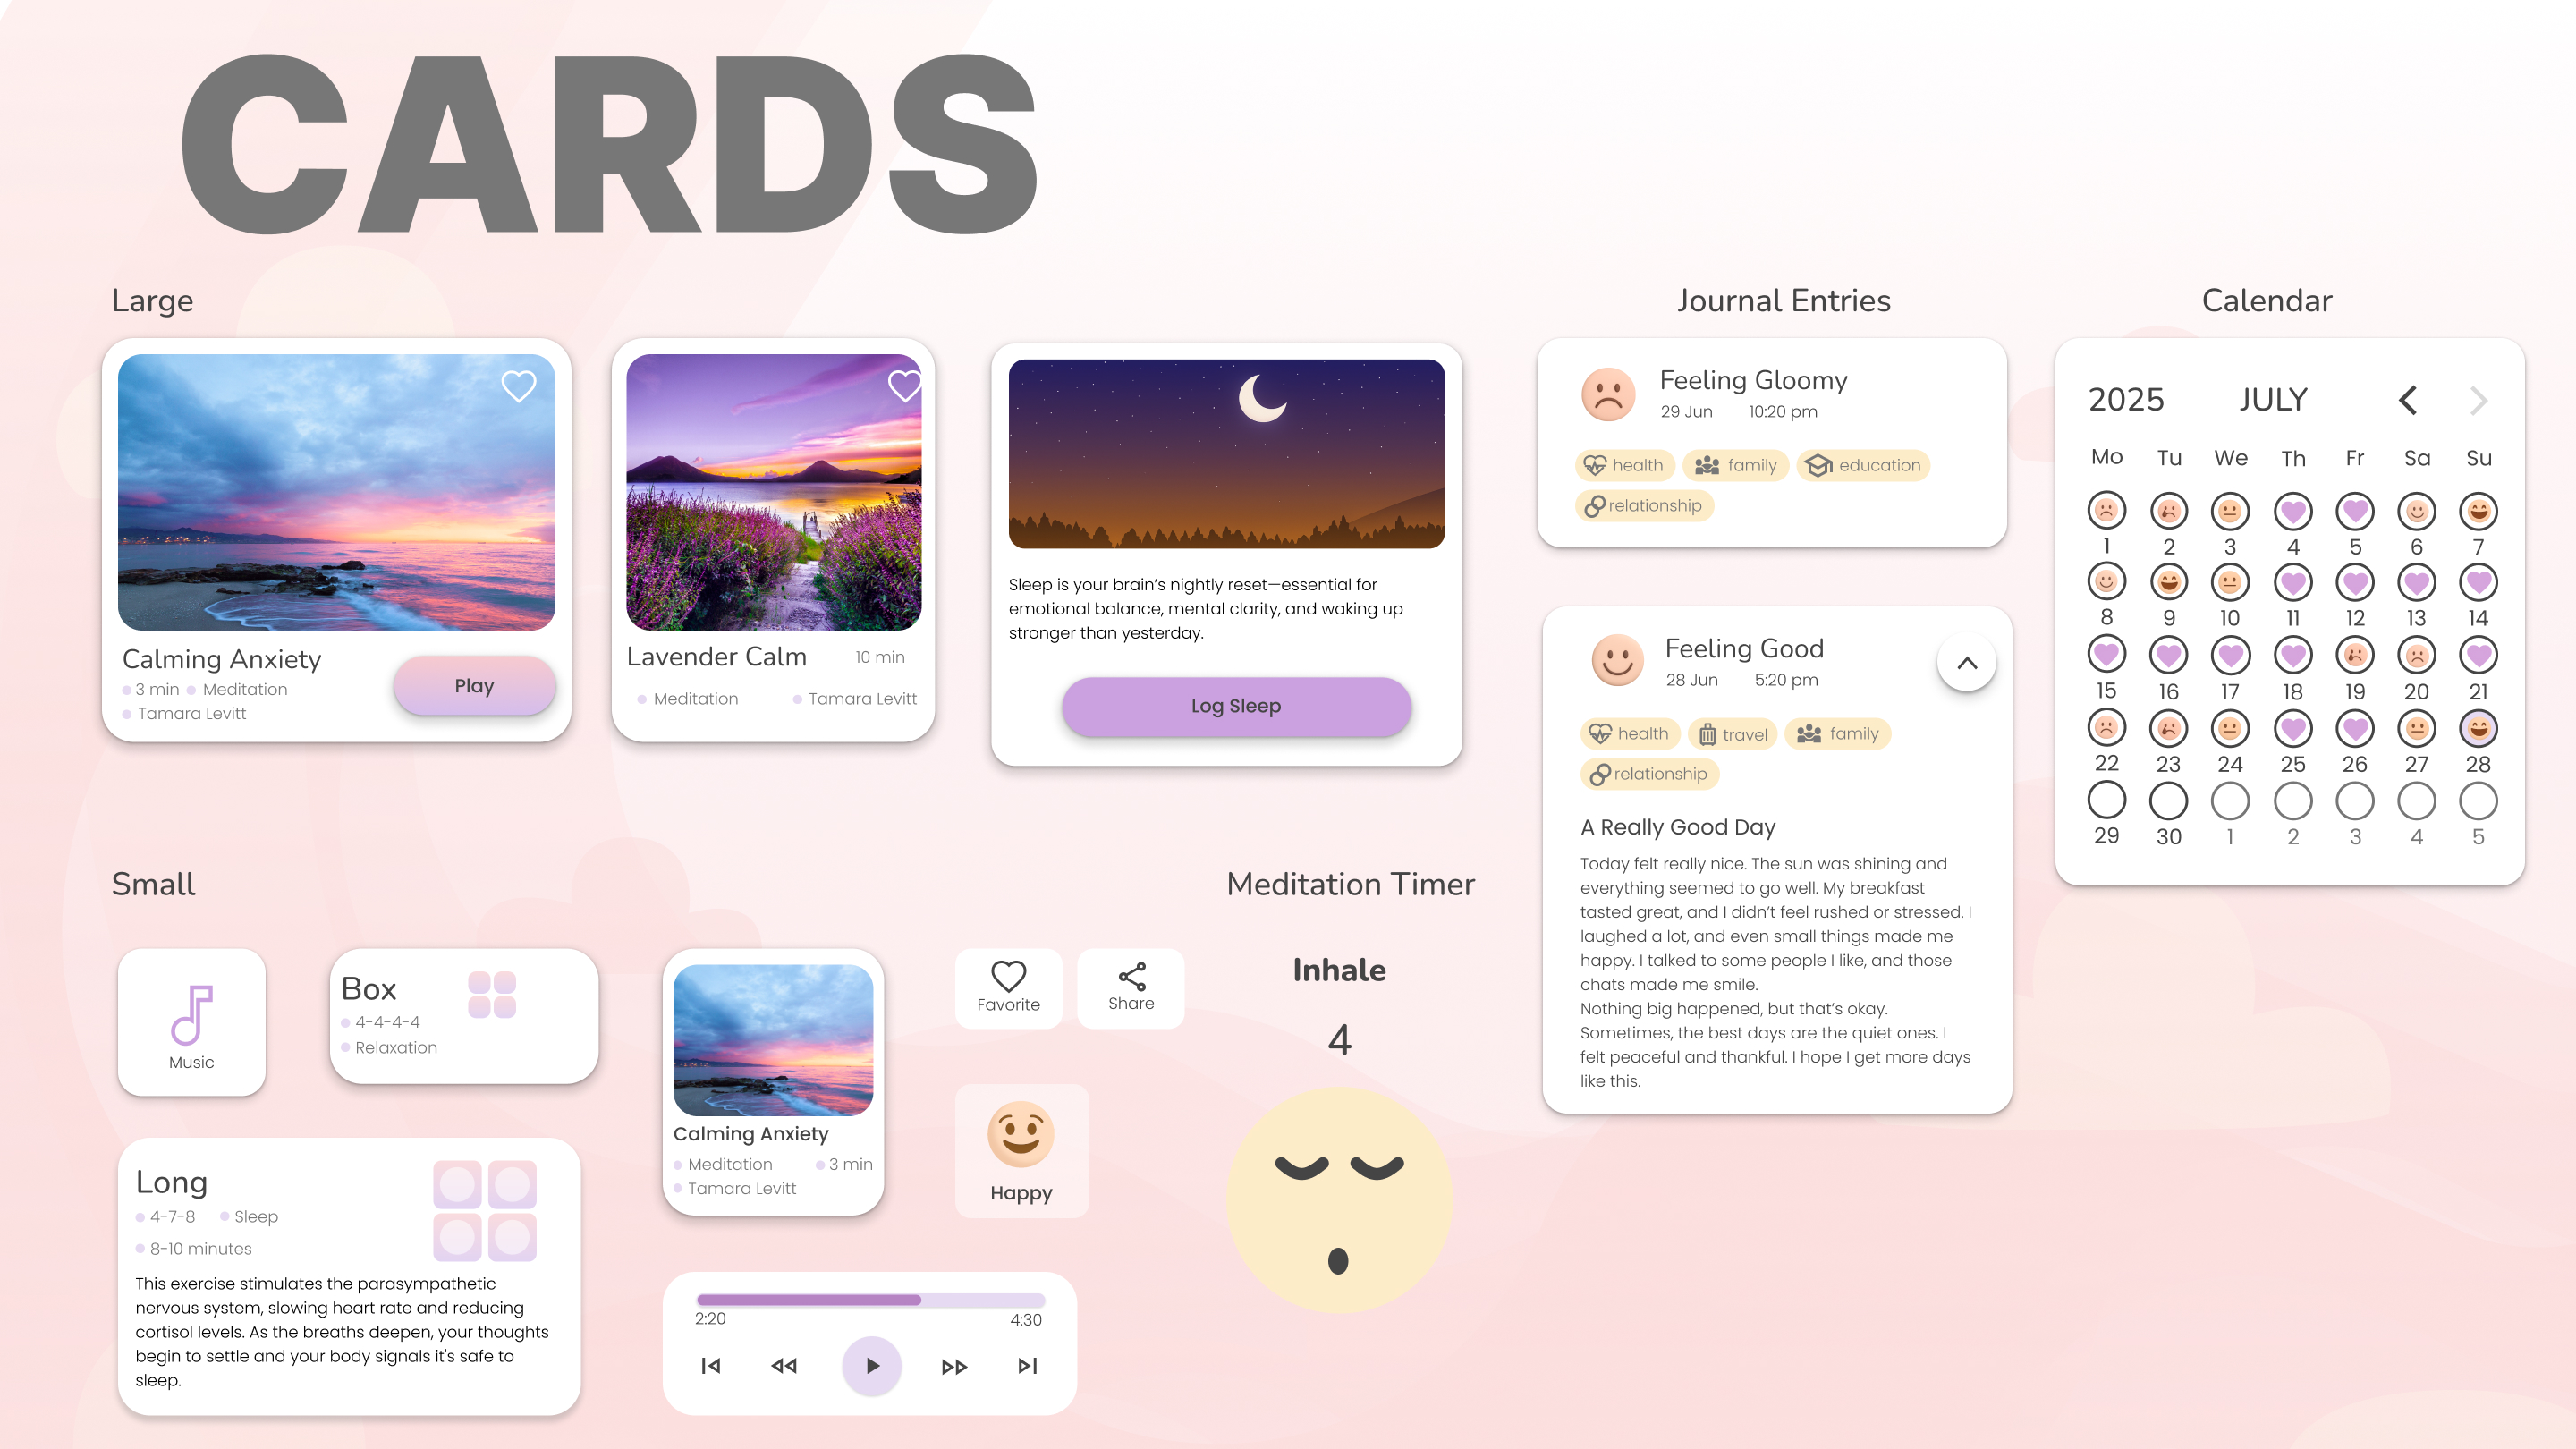 CARDS
Large
Calming Anxiety
3 min Meditation
Tamara Levitt
Play
Lavender Calm 10 min
Meditation Tamara Levitt
Sleep is your brain's nightly reset—essential for
emotional balance, mental clarity, and waking up
stronger than yesterday.
Log Sleep
Journal Entries
Feeling Gloomy
29 Jun 10:20 pm
health family education
relationship
Feeling Good
28 Jun 5:20 pm
health travel family
relationship
A Really Good Day
Today felt really nice. The sun was shining and
everything seemed to go well. My breakfast
tasted great, and I didn't feel rushed or stressed. I
laughed a lot, and even small things made me
happy. I talked to some people I like, and those
chats made me smile.
Nothing big happened, but that's okay.
Sometimes, the best days are the quiet ones. I
felt peaceful and thankful. I hope I get more days
like this.
Calendar
2025 JULY
Mo Tu We Th Fr Sa Su
1 2 3 4 5 6 7
8 9 10 11 12 13 14
15 16 17 18 19 20 21
22 23 24 25 26 27 28
29 30 1 2 3 4 5
Small
Music
Box
4-4-4-4
Relaxation
Long
4-7-8 Sleep
8-10 minutes
This exercise stimulates the parasympathetic
nervous system, slowing heart rate and reducing
cortisol levels. As the breaths deepen, your thoughts
begin to settle and your body signals it's safe to
sleep.
Calming Anxiety
Meditation 3 min
Tamara Levitt
Favorite
Share
Happy
2:20 4:30
Meditation Timer
Inhale
4